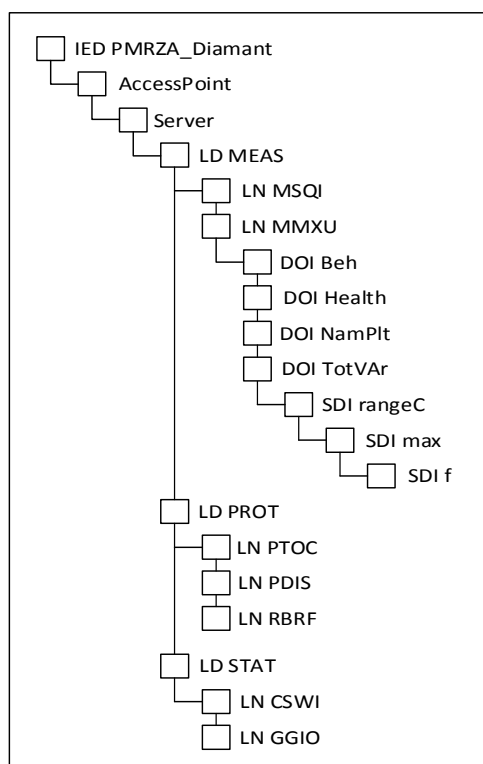 IED PMRZA_Diamant
AccessPoint
Server
LD MEAS
LN MSQI
LN MMXU
DOI Beh
DOI Health
DOI NamPlt
DOI TotVAr
SDI rangeC
SDI max
SDI f
LD PROT
LN PTOC
LN PDIS
LN RBRF
LD STAT
LN CSWI
LN GGIO